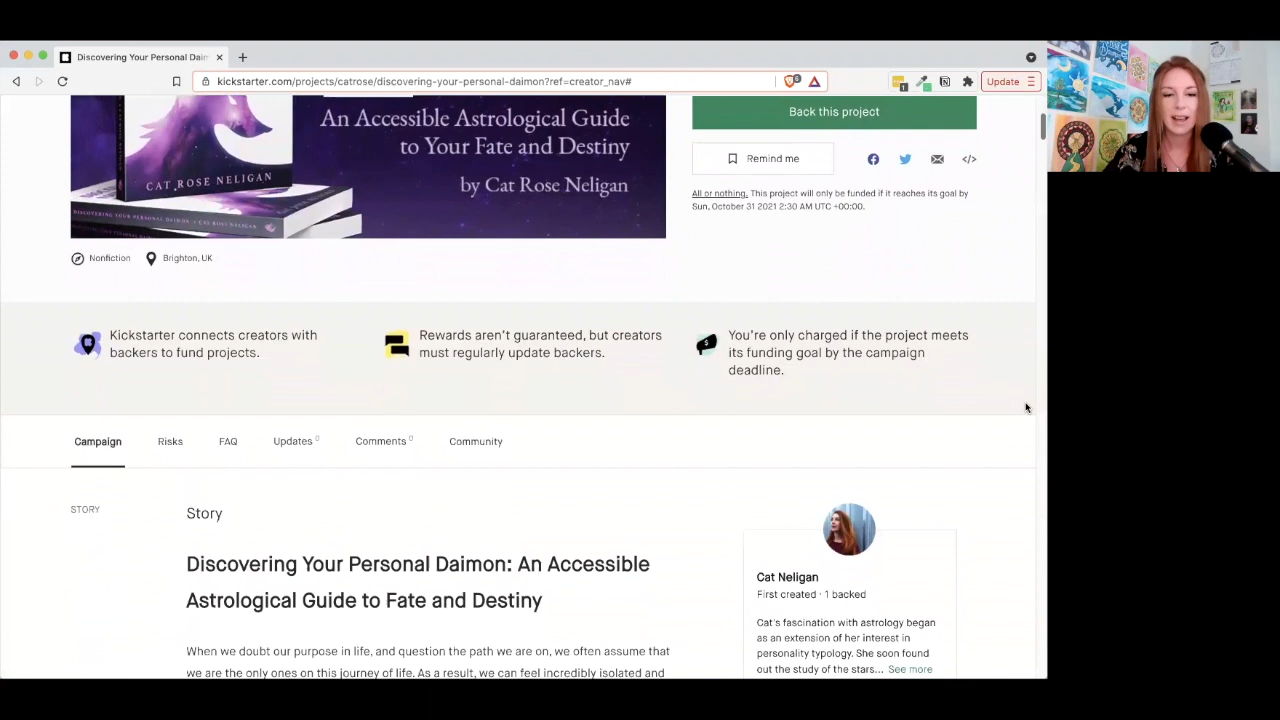 Discovering Your Personal Dain
kickstarter.com/projects/catrose/discovering-your-personal-daimon?ref=creator_nav#
Update
An Accessible Astrological Guide
to Your Fate and Destiny
by Cat Rose Neligan
CAT ROSE NELIGAN
DISCOVERING YOUR PERSONAL DAIMON
CAT ROSE NELIGAN
Back this project
Remind me
All or nothing. This project will only be funded if it reaches its goal by
Sun, October 31 2021 2:30 AM UTC +00:00.
Nonfiction
Brighton, UK
Kickstarter connects creators with
backers to fund projects.
Rewards aren't guaranteed, but creators
must regularly update backers.
You're only charged if the project meets
its funding goal by the campaign
deadline.
Campaign
Risks
FAQ
Updates 0
Comments 0
Community
STORY
Story
Discovering Your Personal Daimon: An Accessible
Astrological Guide to Fate and Destiny
When we doubt our purpose in life, and question the path we are on, we often assume that
we are the only ones on this journey of life. As a result, we can feel incredibly isolated and
Cat Neligan
First created · 1 backed
Cat's fascination with astrology began
as an extension of her interest in
personality typology. She soon found
out the study of the stars... See more